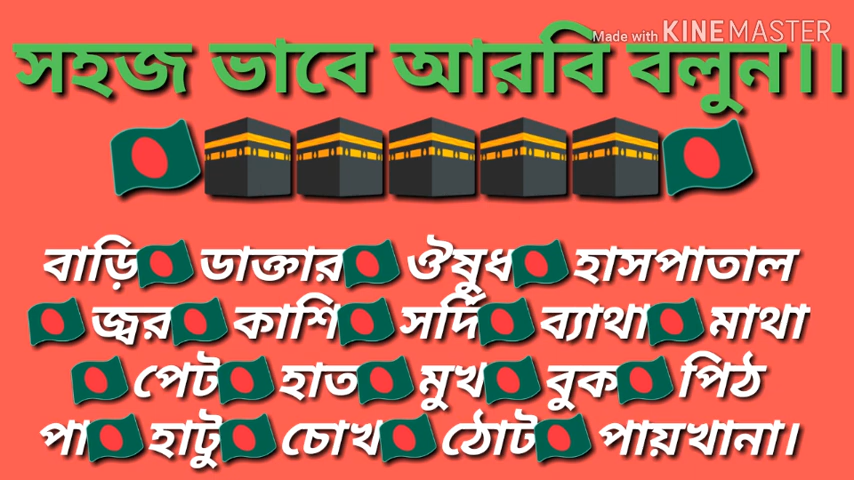 Made with KINEMASTER
সহজ ভাবে আরবি বলুন।।
বাড়ি ডাক্তার ঔষুধ হাসপাতাল
জ্বর কাশি সর্দি ব্যাথা মাথা
পেট হাত মুখ বুক পিঠ
পা হাটু চোখ ঠোট পায়খানা।